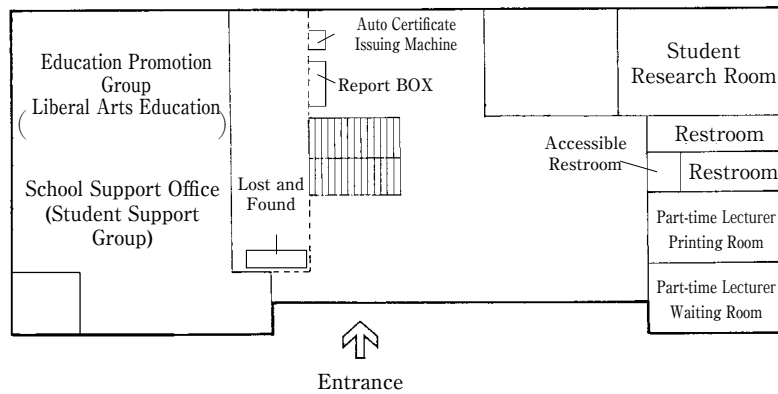 Education Promotion
Group
(Liberal Arts Education)
School Support Office
(Student Support
Group)
Lost and
Found
Auto Certificate
Issuing Machine
Report BOX
Student
Research Room
Accessible
Restroom
Restroom
Restroom
Part-time Lecturer
Printing Room
Part-time Lecturer
Waiting Room
Entrance